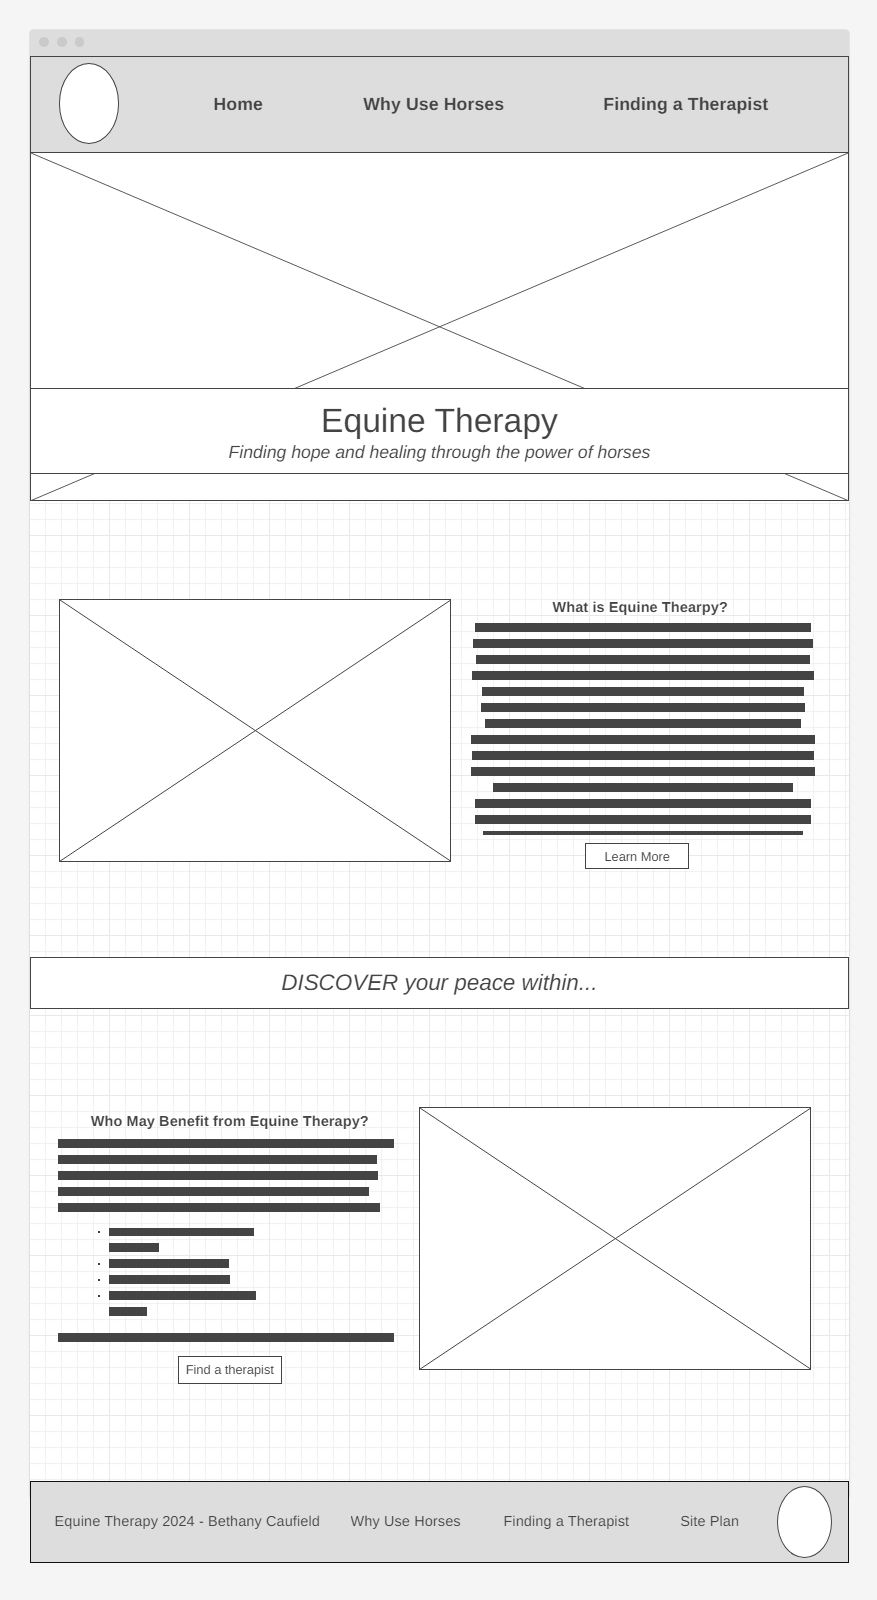 Home
Why Use Horses
Finding a Therapist
Equine Therapy
Finding hope and healing through the power of horses
What is Equine Thearpy?
Learn More
DISCOVER your peace within...
Who May Benefit from Equine Therapy?
Find a therapist
Equine Therapy 2024 - Bethany Caufield
Why Use Horses
Finding a Therapist
Site Plan